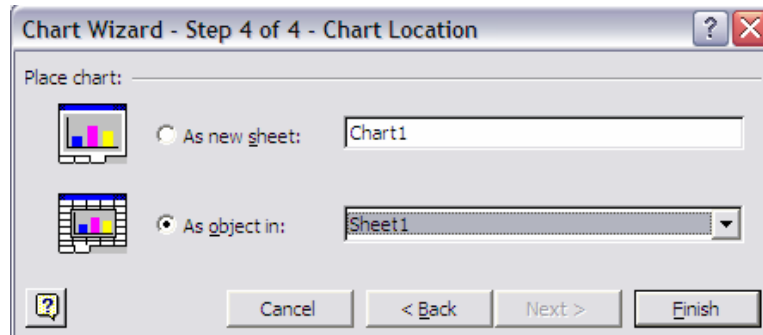 Chart Wizard - Step 4 of 4 - Chart Location
Place chart:
As new sheet: Chart1
As object in: Sheet1
Cancel < Back Next > Finish